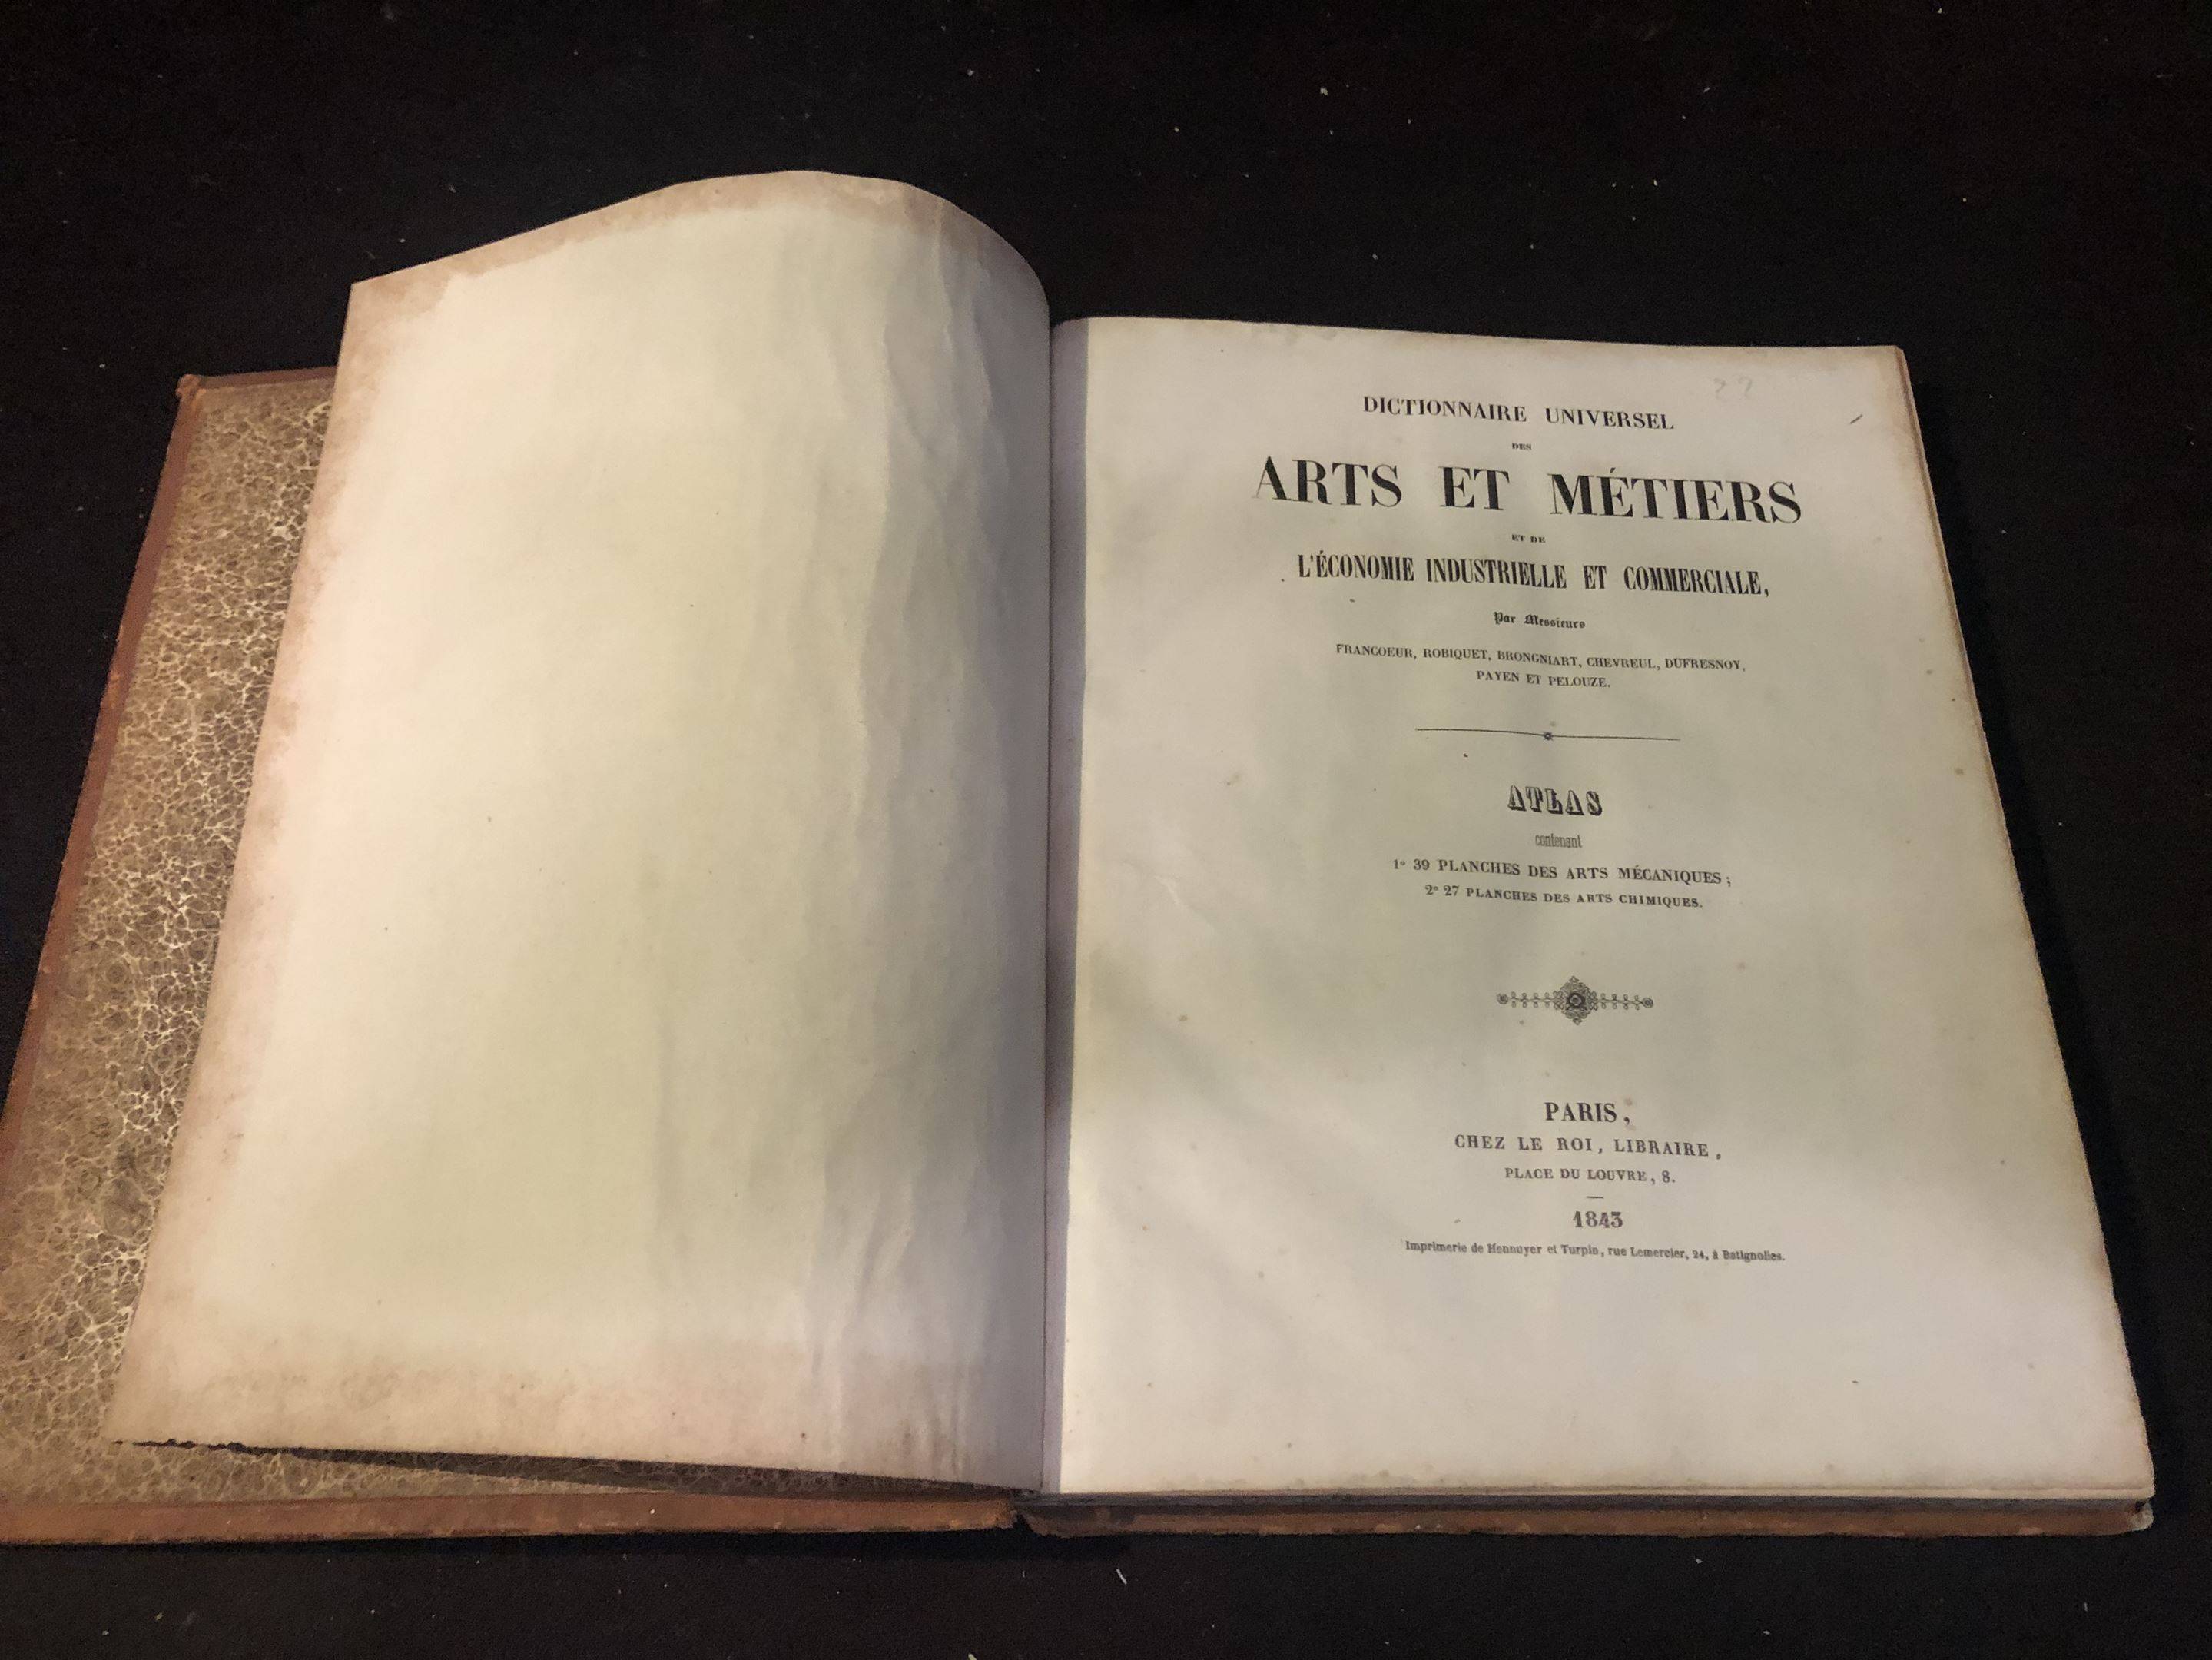 DICTIONNAIRE UNIVERSEL
DES
ARTS ET MÉTIERS
ET DE
L'ÉCONOMIE INDUSTRIELLE ET COMMERCIALE,
Par Messieurs
FRANCOEUR, ROBIQUET, BRONGNIART, CHEVREUL, DUFRESNOY,
PAYEN ET PELOUZE.
ATLAS
contenant
1° 39 PLANCHES DES ARTS MÉCANIQUES;
2° 27 PLANCHES DES ARTS CHIMIQUES.
PARIS,
CHEZ LE ROI, LIBRAIRE,
PLACE DU LOUVRE, 8.
1843
Imprimerie de Hennuyer et Turpin, rue Lemercier, 24, à Batignolles.